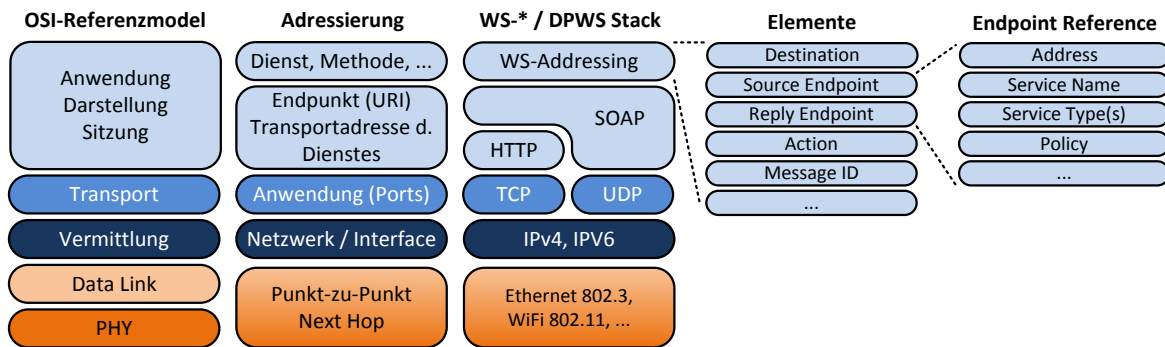 OSI-Referenzmodel
Anwendung
Darstellung
Sitzung
Transport
Vermittlung
Data Link
PHY
Adressierung
Dienst, Methode, ...
Endpunkt (URI)
Transportadresse d.
Dienstes
Anwendung (Ports)
Netzwerk / Interface
Punkt-zu-Punkt
Next Hop
WS-* / DPWS Stack
WS-Addressing
SOAP
HTTP
TCP
UDP
IPv4, IPV6
Ethernet 802.3,
WiFi 802.11, ...
Elemente
Destination
Source Endpoint
Reply Endpoint
Action
Message ID
...
Endpoint Reference
Address
Service Name
Service Type(s)
Policy
...